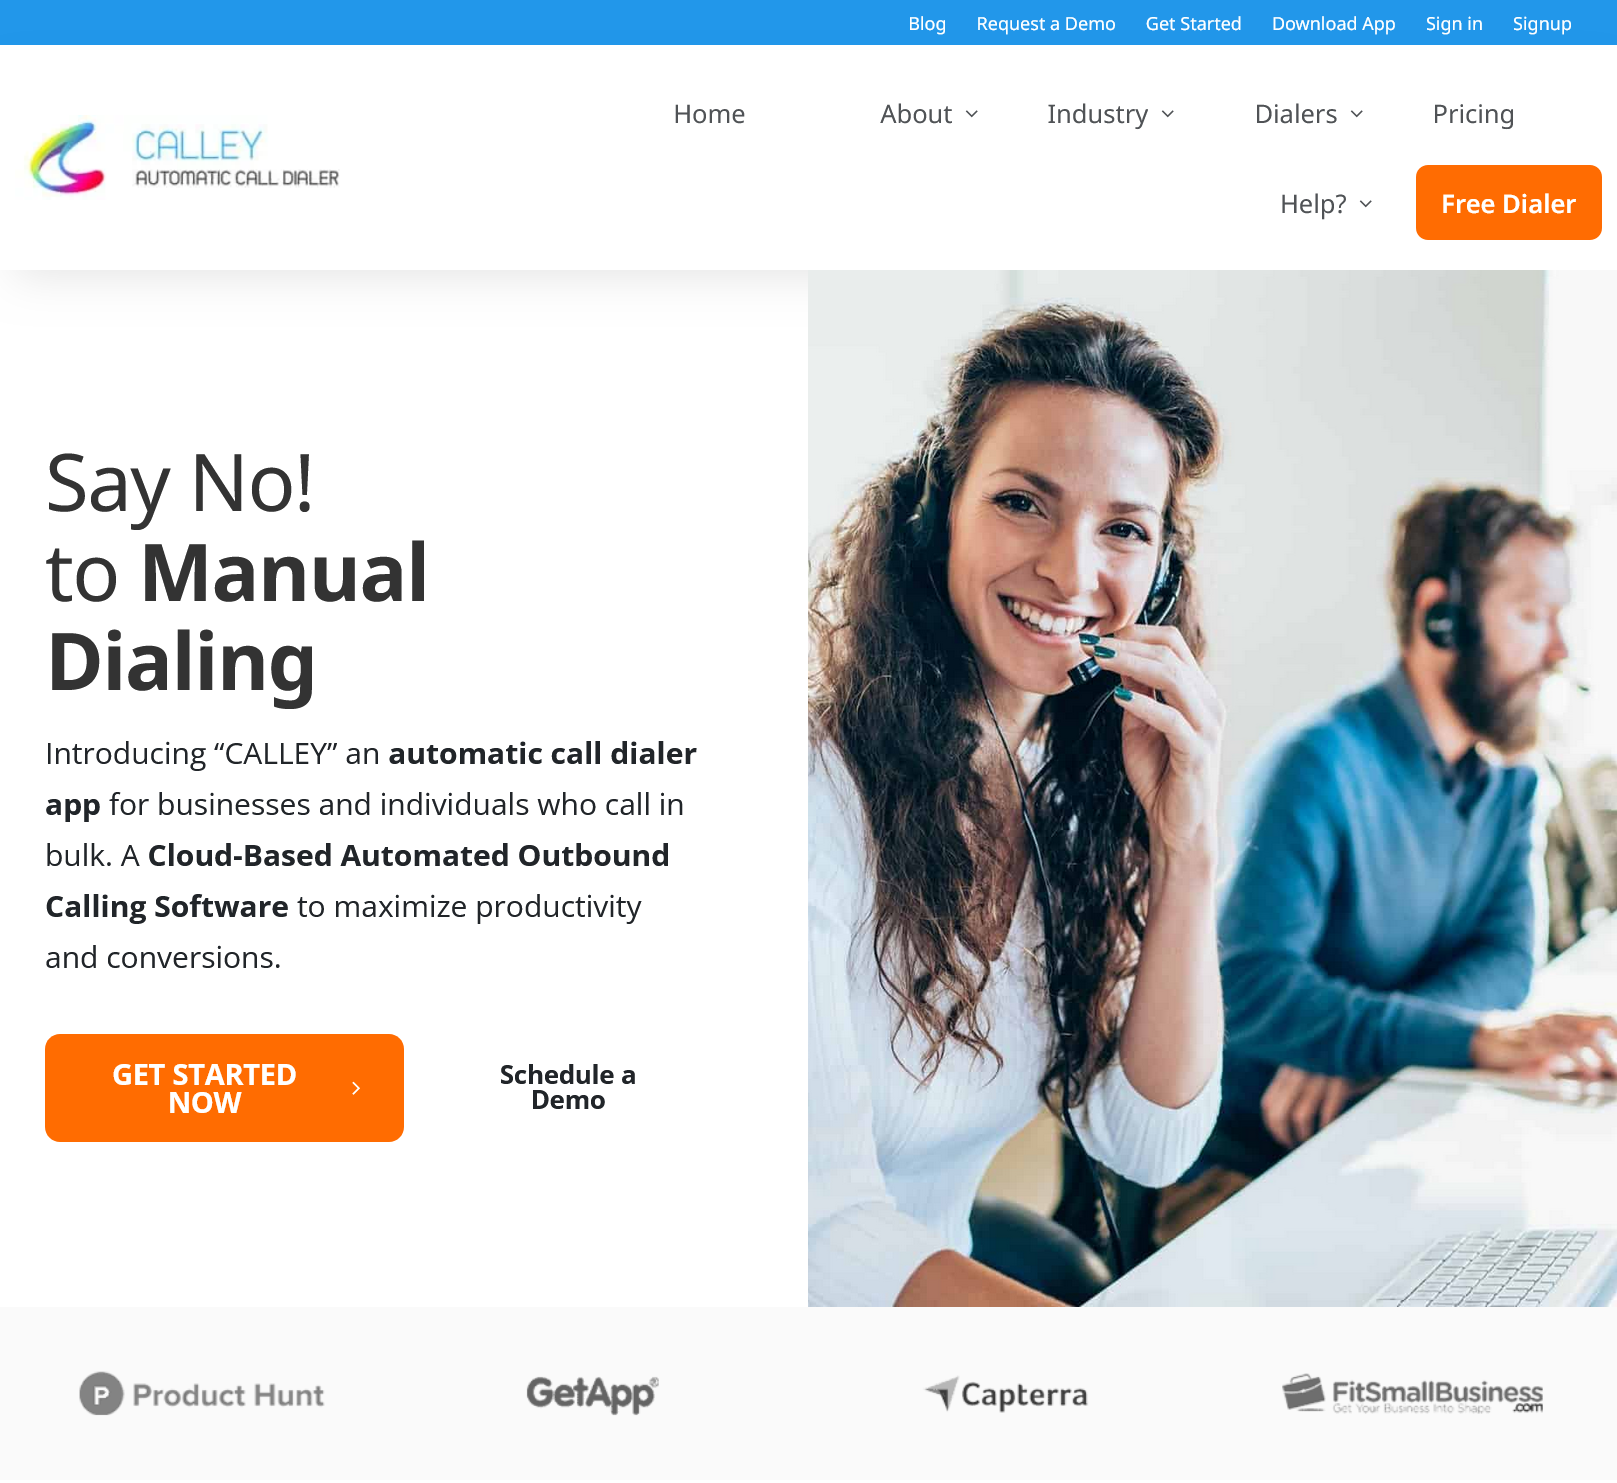 Blog Request a Demo Get Started Download App Sign in Signup
CALLEY
AUTOMATIC CALL DIALER
Home About Industry Dialers Pricing
Help? Free Dialer
Say No!
to Manual
Dialing
Introducing “CALLEY” an automatic call dialer
app for businesses and individuals who call in
bulk. A Cloud-Based Automated Outbound
Calling Software to maximize productivity
and conversions.
GET STARTED
NOW
Schedule a
Demo
P Product Hunt
GetApp®
Capterra
FitSmallBusiness
Get Your Business Into Shape .com